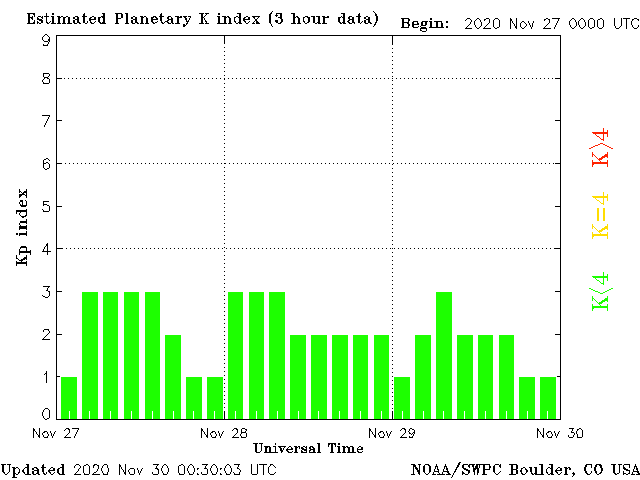 Estimated Planetary K index (3 hour data) Begin: 2020 Nov 27 0000 UTC
9
8
7
6
5
4
3
2
1
0
Kp index
K>4
K=4
K<4
Nov 27 Nov 28 Nov 29 Nov 30
Universal Time
Updated 2020 Nov 30 00:30:03 UTC NOAA/SWPC Boulder, CO USA